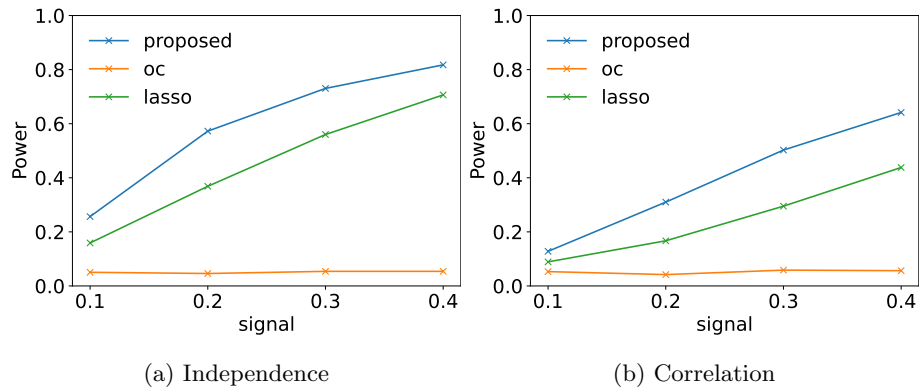 1.0
0.8
0.6
0.4
0.2
0.0
Power
proposed
oc
lasso
0.1 0.2 0.3 0.4
signal
(a) Independence
1.0
0.8
0.6
0.4
0.2
0.0
Power
proposed
oc
lasso
0.1 0.2 0.3 0.4
signal
(b) Correlation